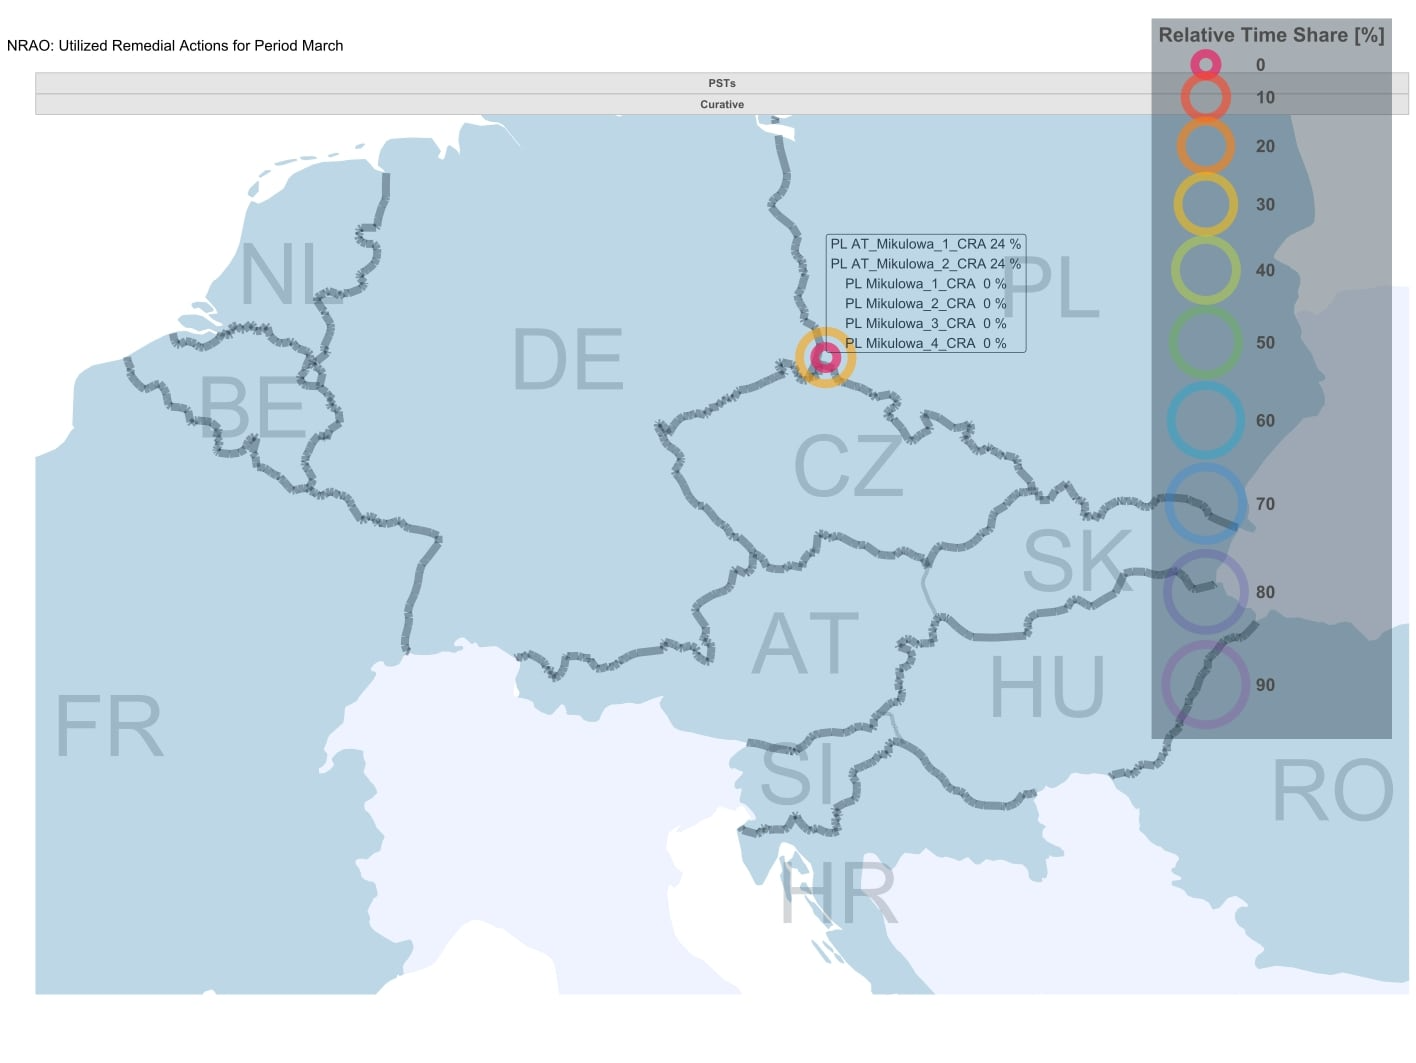 NRAO: Utilized Remedial Actions for Period March
PSTs
Curative
Relative Time Share [%]
0
10
20
30
40
50
60
70
80
90
PL AT_Mikulowa_1_CRA 24 %
PL AT_Mikulowa_2_CRA 24 %
PL Mikulowa_1_CRA 0 %
PL Mikulowa_2_CRA 0 %
PL Mikulowa_3_CRA 0 %
PL Mikulowa_4_CRA 0 %
NL
PL
DE
BE
CZ
SK
AT
HU
FR
SI
RO
HR